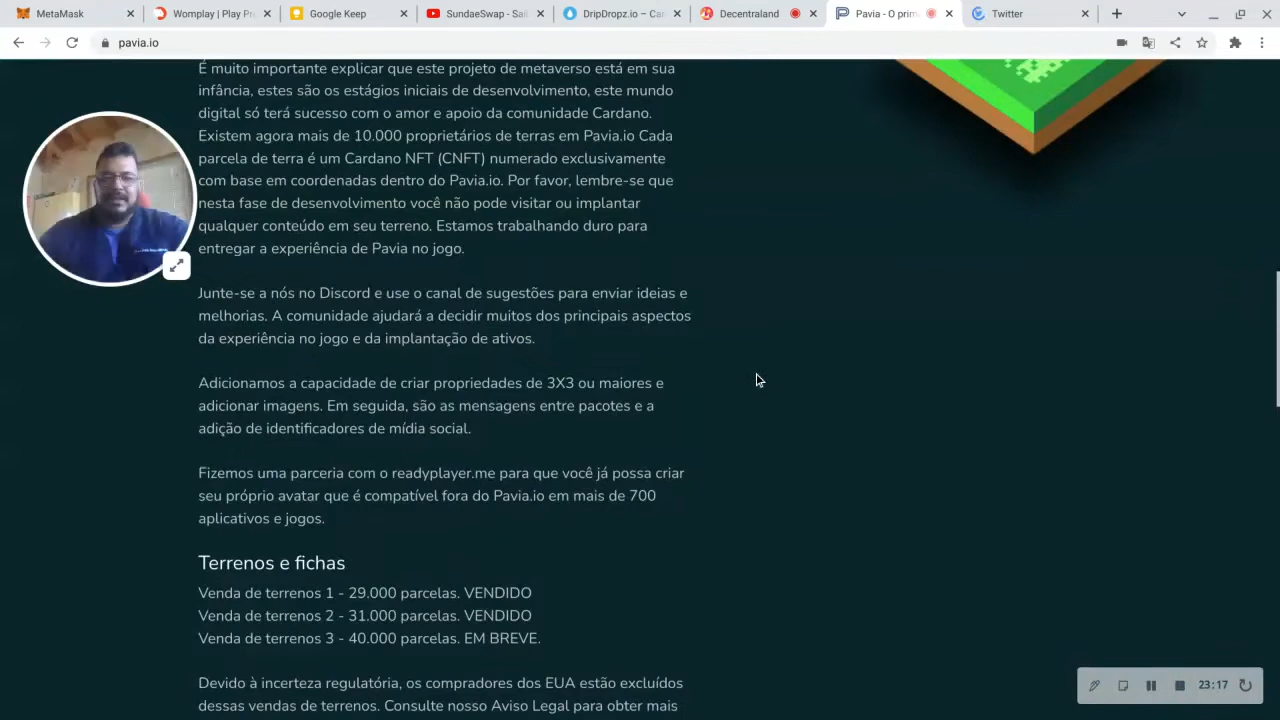 MetaMask
Womplay | Play Pr
Google Keep
SundaeSwap - Sai
DripDropz.io – Car
Decentraland
Pavia - O prim
Twitter
pavia.io
É muito importante explicar que este projeto de metaverso está em sua
infância, estes são os estágios iniciais de desenvolvimento, este mundo
digital só terá sucesso com o amor e apoio da comunidade Cardano.
Existem agora mais de 10.000 proprietários de terras em Pavia.io Cada
parcela de terra é um Cardano NFT (CNFT) numerado exclusivamente
com base em coordenadas dentro do Pavia.io. Por favor, lembre-se que
nesta fase de desenvolvimento você não pode visitar ou implantar
qualquer conteúdo em seu terreno. Estamos trabalhando duro para
entregar a experiência de Pavia no jogo.
Junte-se a nós no Discord e use o canal de sugestões para enviar ideias e
melhorias. A comunidade ajudará a decidir muitos dos principais aspectos
da experiência no jogo e da implantação de ativos.
Adicionamos a capacidade de criar propriedades de 3X3 ou maiores e
adicionar imagens. Em seguida, são as mensagens entre pacotes e a
adição de identificadores de mídia social.
Fizemos uma parceria com o readyplayer.me para que você já possa criar
seu próprio avatar que é compatível fora do Pavia.io em mais de 700
aplicativos e jogos.
Terrenos e fichas
Venda de terrenos 1 - 29.000 parcelas. VENDIDO
Venda de terrenos 2 - 31.000 parcelas. VENDIDO
Venda de terrenos 3 - 40.000 parcelas. EM BREVE.
Devido à incerteza regulatória, os compradores dos EUA estão excluídos
dessas vendas de terrenos. Consulte nosso Aviso Legal para obter mais
23:17